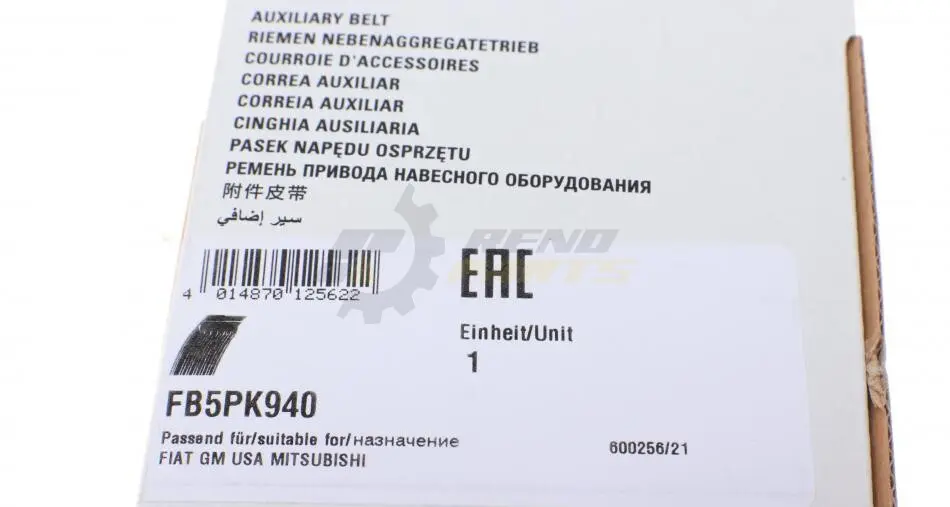 AUXILIARY BELT
RIEMEN NEBENAGGREGATETRIEB
COURROIE D'ACCESSOIRES
CORREA AUXILIAR
CORREIA AUXILIAR
CINGHIA AUSILIARIA
PASEK NAPĘDU OSPRZĘTU
РЕМЕНЬ ПРИВОДА НАВЕСНОГО ОБОРУДОВАНИЯ
附件皮带
سير إضافي
RENO
PARTS
4 014870 125622
EAC
Einheit/Unit
1
FB5PK940
Passend für/suitable for/назначение
FIAT GM USA MITSUBISHI
600256/21